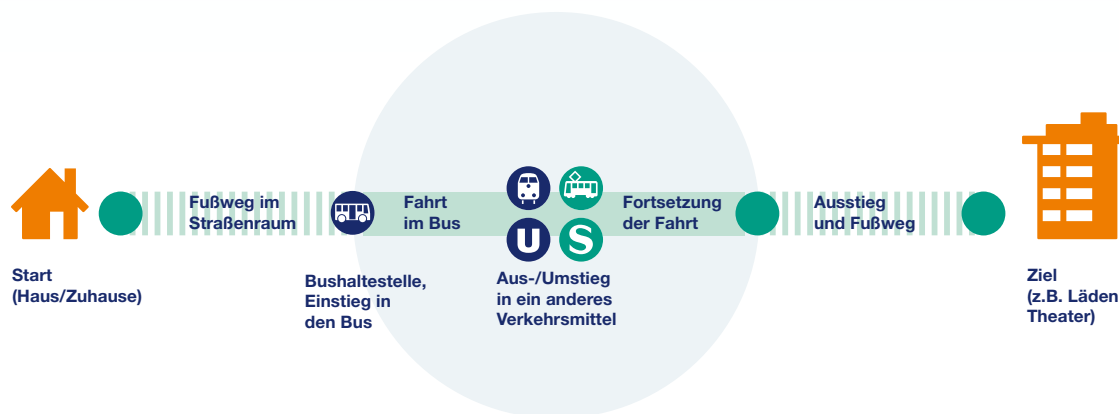 Fußweg im
Straßenraum
Fahrt
im Bus
Fortsetzung
der Fahrt
Ausstieg
und Fußweg
U
S
Start
(Haus/Zuhause)
Bushaltestelle,
Einstieg in
den Bus
Aus-/Umstieg
in ein anderes
Verkehrsmittel
Ziel
(z.B. Läden
Theater)